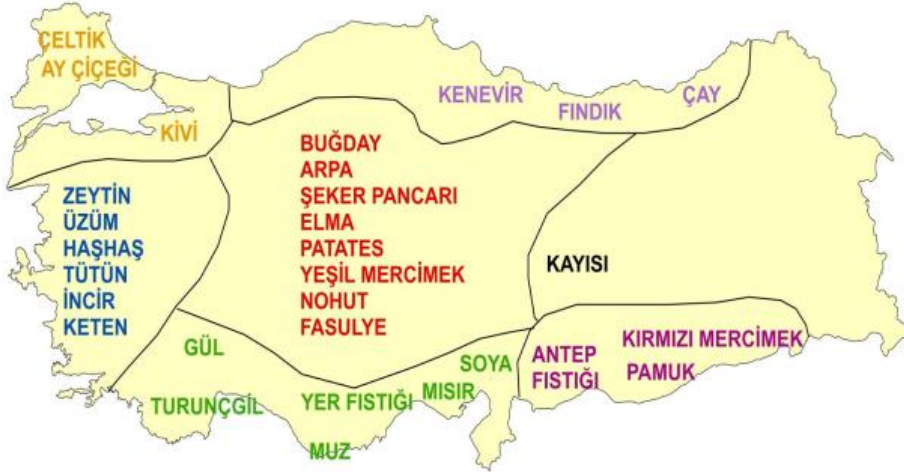 ÇELTİK
AY ÇİÇEĞİ
KİVİ
KENEVİR
FINDIK
ÇAY
ZEYTİN
ÜZÜM
HAŞHAŞ
TÜTÜN
İNCİR
KETEN
BUĞDAY
ARPA
ŞEKER PANCARI
ELMA
PATATES
YEŞİL MERCİMEK
NOHUT
FASULYE
KAYISI
GÜL
TURUNÇGİL
YER FISTIĞI
MUZ
MISIR
SOYA
ANTEP
FISTIĞI
KIRMIZI MERCİMEK
PAMUK